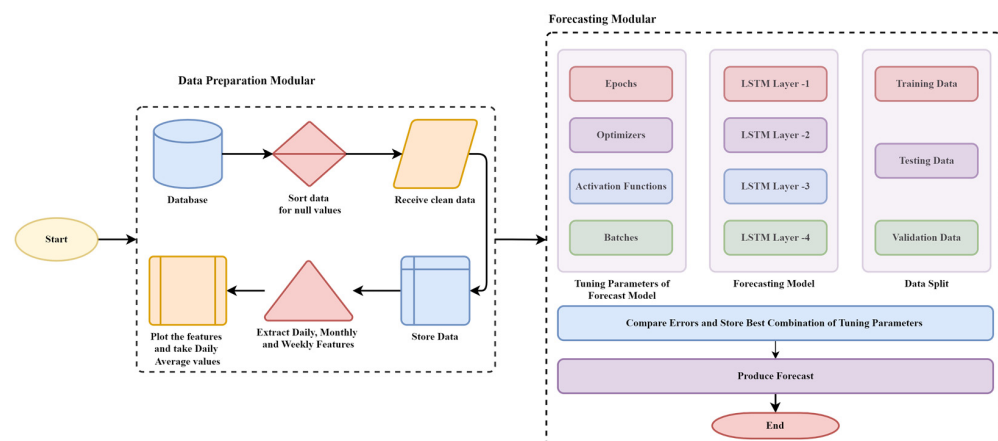 Forecasting Modular
Data Preparation Modular
Start
Database
Sort data
for null values
Receive clean data
Plot the features
and take Daily
Average values
Extract Daily, Monthly
and Weekly Features
Store Data
Epochs
Optimizers
Activation Functions
Batches
Tuning Parameters of
Forecast Model
LSTM Layer -1
LSTM Layer -2
LSTM Layer -3
LSTM Layer -4
Forecasting Model
Training Data
Testing Data
Validation Data
Data Split
Compare Errors and Store Best Combination of Tuning Parameters
Produce Forecast
End